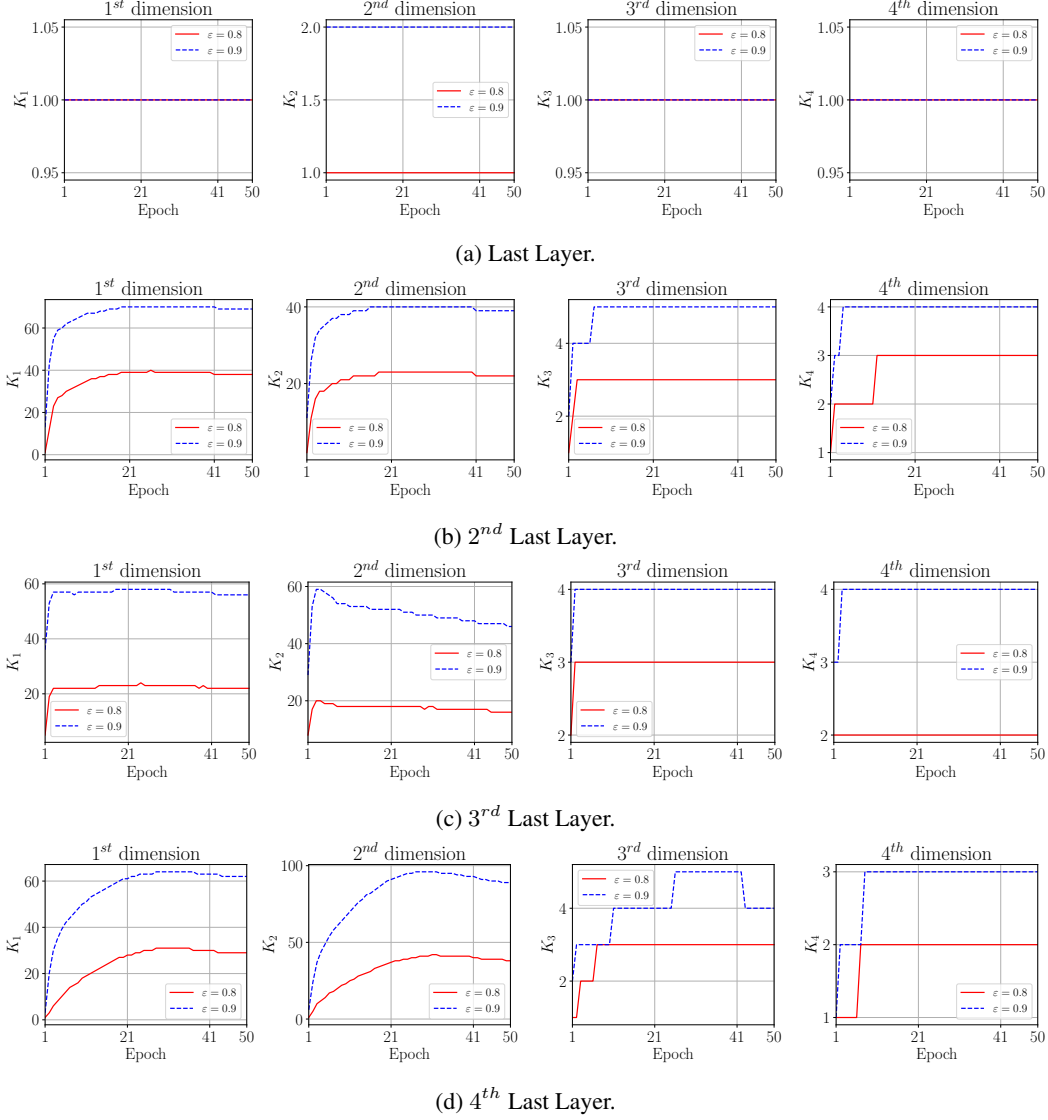 1st dimension
K1
1.05
1.00
0.95
1
21
41
50
Epoch
ε = 0.8
ε = 0.9
2nd dimension
K2
2.0
1.5
1.0
1
21
41
50
Epoch
ε = 0.8
ε = 0.9
3rd dimension
K3
1.05
1.00
0.95
1
21
41
50
Epoch
ε = 0.8
ε = 0.9
4th dimension
K4
1.05
1.00
0.95
1
21
41
50
Epoch
ε = 0.8
ε = 0.9
(a) Last Layer.
1st dimension
K1
60
40
20
0
1
21
41
50
Epoch
ε = 0.8
ε = 0.9
2nd dimension
K2
40
20
1
21
41
50
Epoch
ε = 0.8
ε = 0.9
3rd dimension
K3
4
2
1
21
41
50
Epoch
ε = 0.8
ε = 0.9
4th dimension
K4
4
3
2
1
1
21
41
50
Epoch
ε = 0.8
ε = 0.9
(b) 2nd Last Layer.
1st dimension
K1
60
40
20
1
21
41
50
Epoch
ε = 0.8
ε = 0.9
2nd dimension
K2
60
40
20
1
21
41
50
Epoch
ε = 0.8
ε = 0.9
3rd dimension
K3
4
3
2
1
21
41
50
Epoch
ε = 0.8
ε = 0.9
4th dimension
K4
4
3
2
1
21
41
50
Epoch
ε = 0.8
ε = 0.9
(c) 3rd Last Layer.
1st dimension
K1
60
40
20
0
1
21
41
50
Epoch
ε = 0.8
ε = 0.9
2nd dimension
K2
100
50
0
1
21
41
50
Epoch
ε = 0.8
ε = 0.9
3rd dimension
K3
4
2
1
21
41
50
Epoch
ε = 0.8
ε = 0.9
4th dimension
K4
3
2
1
1
21
41
50
Epoch
ε = 0.8
ε = 0.9
(d) 4th Last Layer.